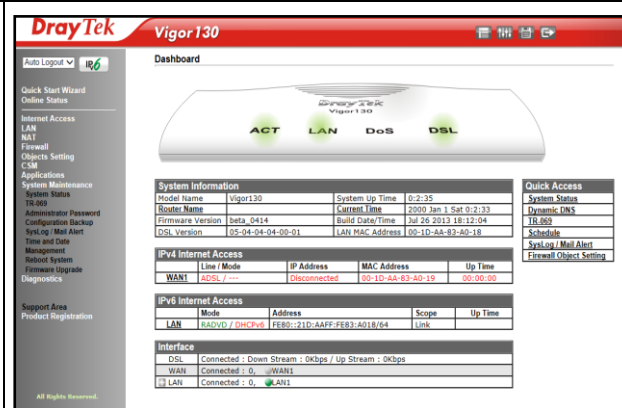 DrayTek Vigor130
Auto Logout IPv6
Quick Start Wizard
Online Status
Internet Access
LAN
NAT
Firewall
Objects Setting
CSM
Applications
System Maintenance
System Status
TR-069
Administrator Password
Configuration Backup
SysLog / Mail Alert
Time and Date
Management
Reboot System
Firmware Upgrade
Diagnostics
Support Area
Product Registration
All Rights Reserved.
Dashboard
DrayTek
Vigor130
ACT LAN DoS DSL
System Information
Model Name Vigor130 System Up Time 0:2:35
Router Name Current Time 2000 Jan 1 Sat 0:2:33
Firmware Version beta_0414 Build Date/Time Jul 26 2013 18:12:04
DSL Version 05-04-04-04-00-01 LAN MAC Address 00-1D-AA-83-A0-18
IPv4 Internet Access
Line / Mode IP Address MAC Address Up Time
WAN1 ADSL / --- Disconnected 00-1D-AA-83-A0-19 00:00:00
IPv6 Internet Access
Mode Address Scope Up Time
LAN RADVD / DHCPv6 FE80::21D:AAFF:FE83:A018/64 Link
Interface
DSL Connected : Down Stream : 0Kbps / Up Stream : 0Kbps
WAN Connected : 0, WAN1
LAN Connected : 0, LAN1
Quick Access
System Status
Dynamic DNS
TR-069
Schedule
SysLog / Mail Alert
Firewall Object Setting